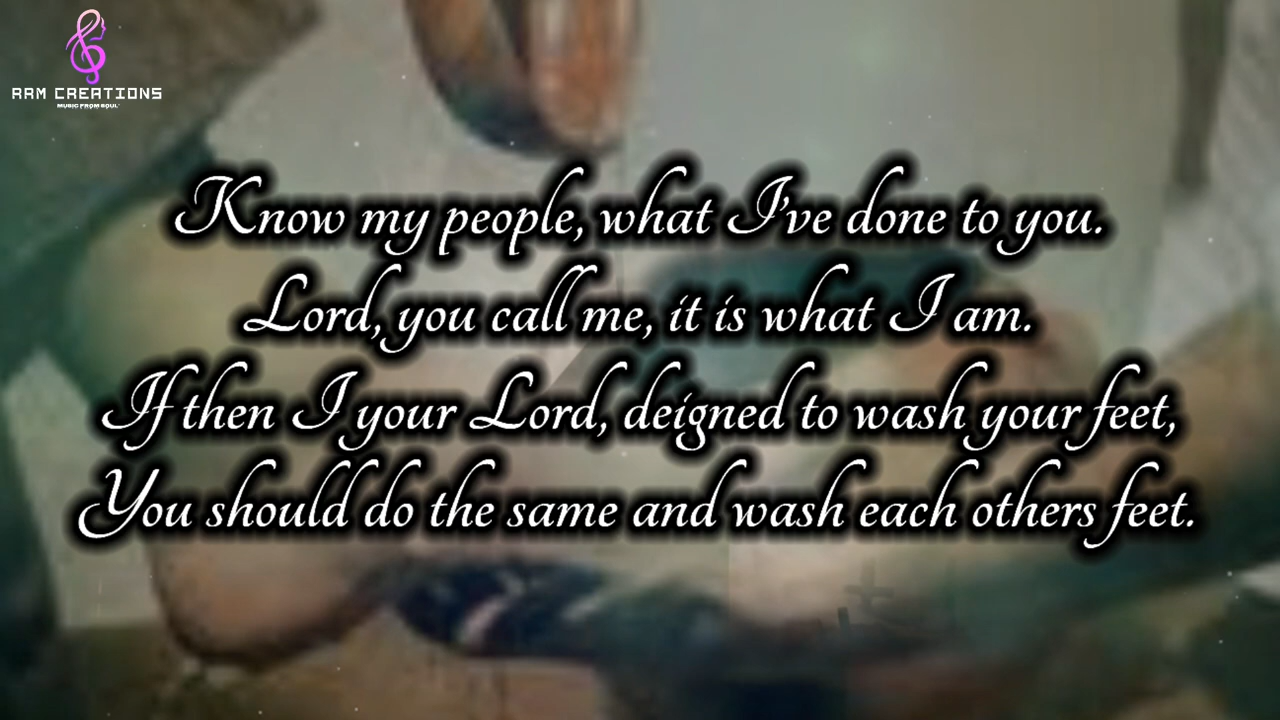 ARM CREATIONS
MUSIC FROM SOUL
Know my people, what I've done to you.
Lord, you call me, it is what I am.
If then I your Lord, deigned to wash your feet,
You should do the same and wash each others feet.